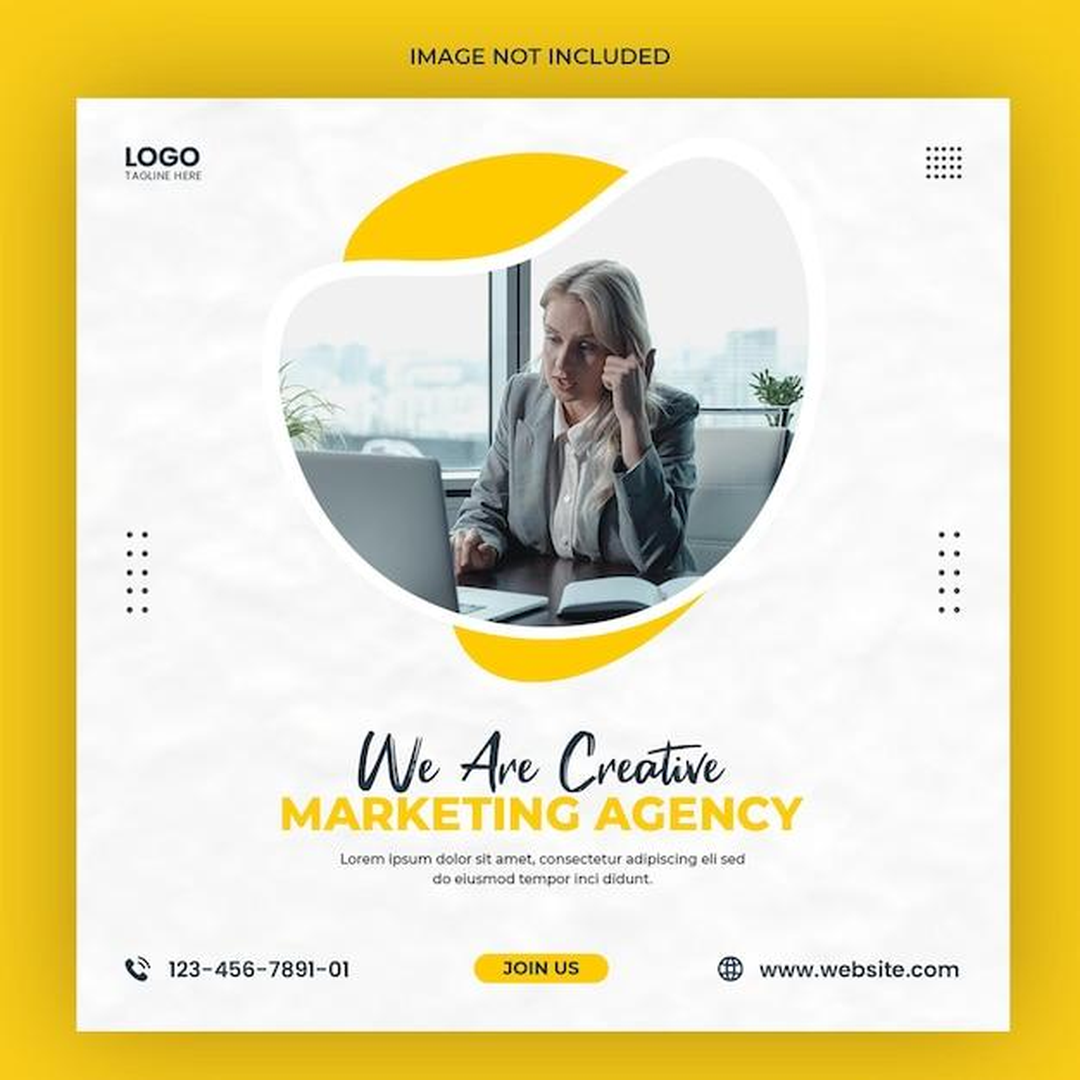 IMAGE NOT INCLUDED
LOGO
TAGLINE HERE
We Are Creative
MARKETING AGENCY
Lorem ipsum dolor sit amet, consectetur adipiscing eli sed
do eiusmod tempor inci didunt.
123-456-7891-01
JOIN US
www.website.com